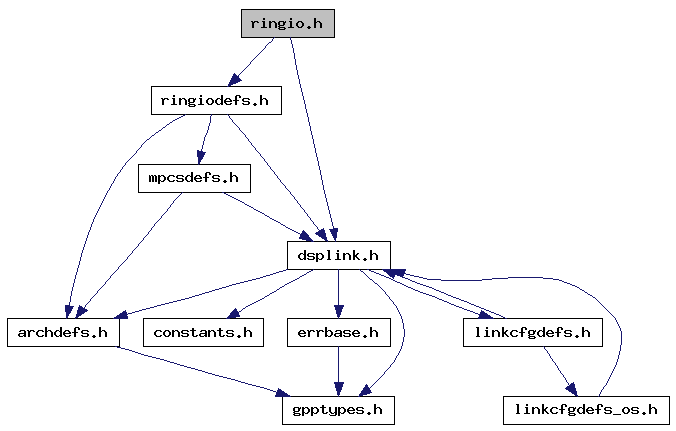 ringio.h
ringiodefs.h
mpcsdefs.h
dsplink.h
archdefs.h
constants.h
errbase.h
linkcfgdefs.h
gpptypes.h
linkcfgdefs_os.h